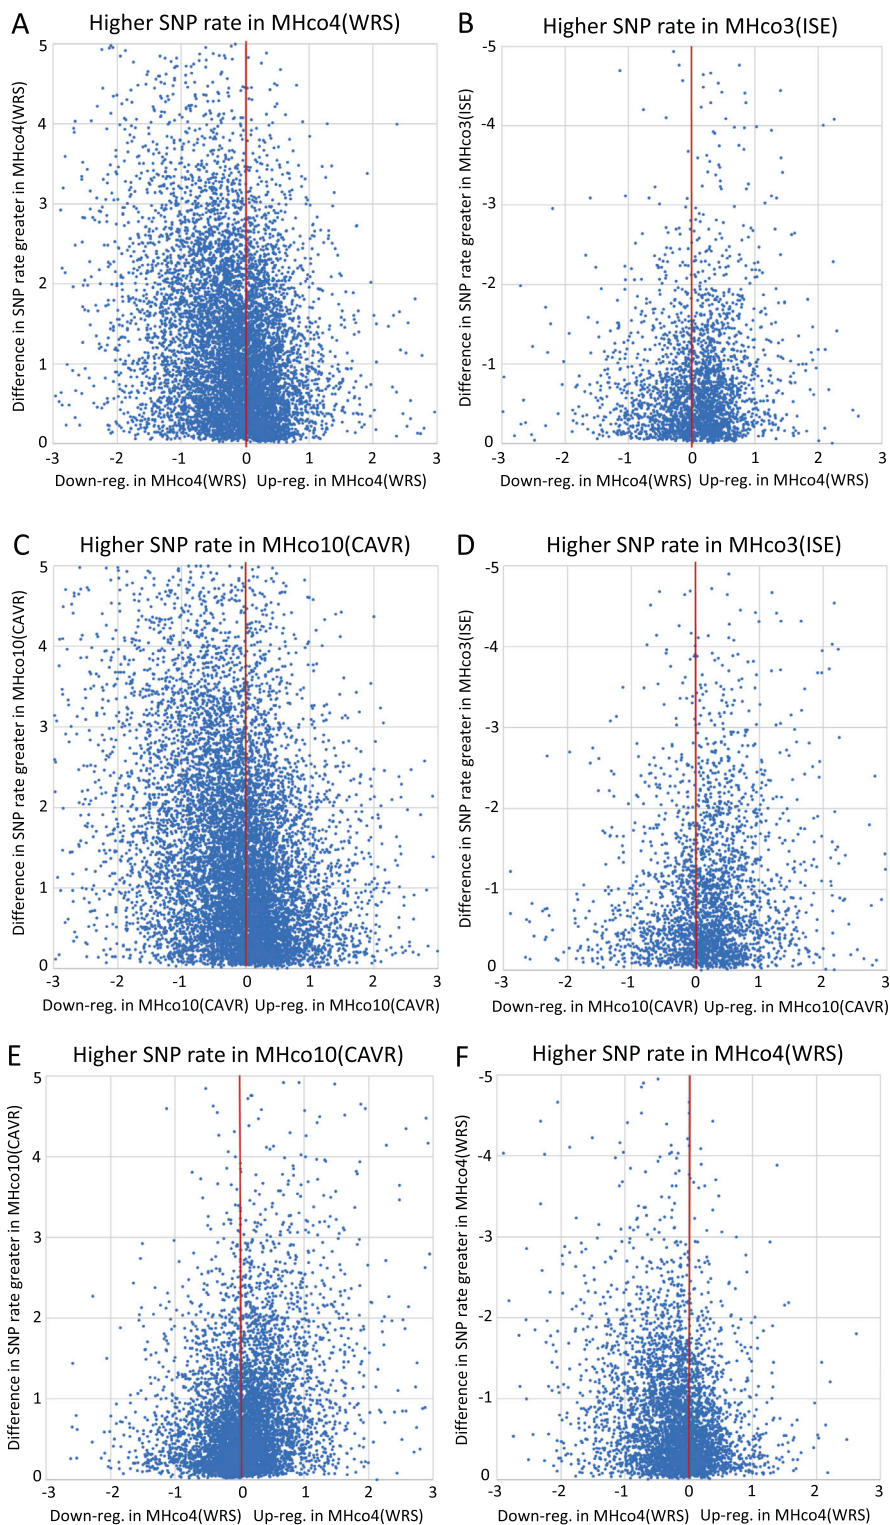 A
Higher SNP rate in MHco4(WRS)
Difference in SNP rate greater in MHco4(WRS)
5
4
3
2
1
0
-3 -2 -1 0 1 2 3
Down-reg. in MHco4(WRS) Up-reg. in MHco4(WRS)
B
Higher SNP rate in MHco3(ISE)
Difference in SNP rate greater in MHco3(ISE)
-5
-4
-3
-2
-1
0
-3 -2 -1 0 1 2 3
Down-reg. in MHco4(WRS) Up-reg. in MHco4(WRS)
C
Higher SNP rate in MHco10(CAVR)
Difference in SNP rate greater in MHco10(CAVR)
5
4
3
2
1
0
-3 -2 -1 0 1 2 3
Down-reg. in MHco10(CAVR) Up-reg. in MHco10(CAVR)
D
Higher SNP rate in MHco3(ISE)
Difference in SNP rate greater in MHco3(ISE)
-5
-4
-3
-2
-1
0
-3 -2 -1 0 1 2 3
Down-reg. in MHco10(CAVR) Up-reg. in MHco10(CAVR)
E
Higher SNP rate in MHco10(CAVR)
Difference in SNP rate greater in MHco10(CAVR)
5
4
3
2
1
0
-3 -2 -1 0 1 2 3
Down-reg. in MHco4(WRS) Up-reg. in MHco4(WRS)
F
Higher SNP rate in MHco4(WRS)
Difference in SNP rate greater in MHco4(WRS)
-5
-4
-3
-2
-1
0
-3 -2 -1 0 1 2 3
Down-reg. in MHco4(WRS) Up-reg. in MHco4(WRS)